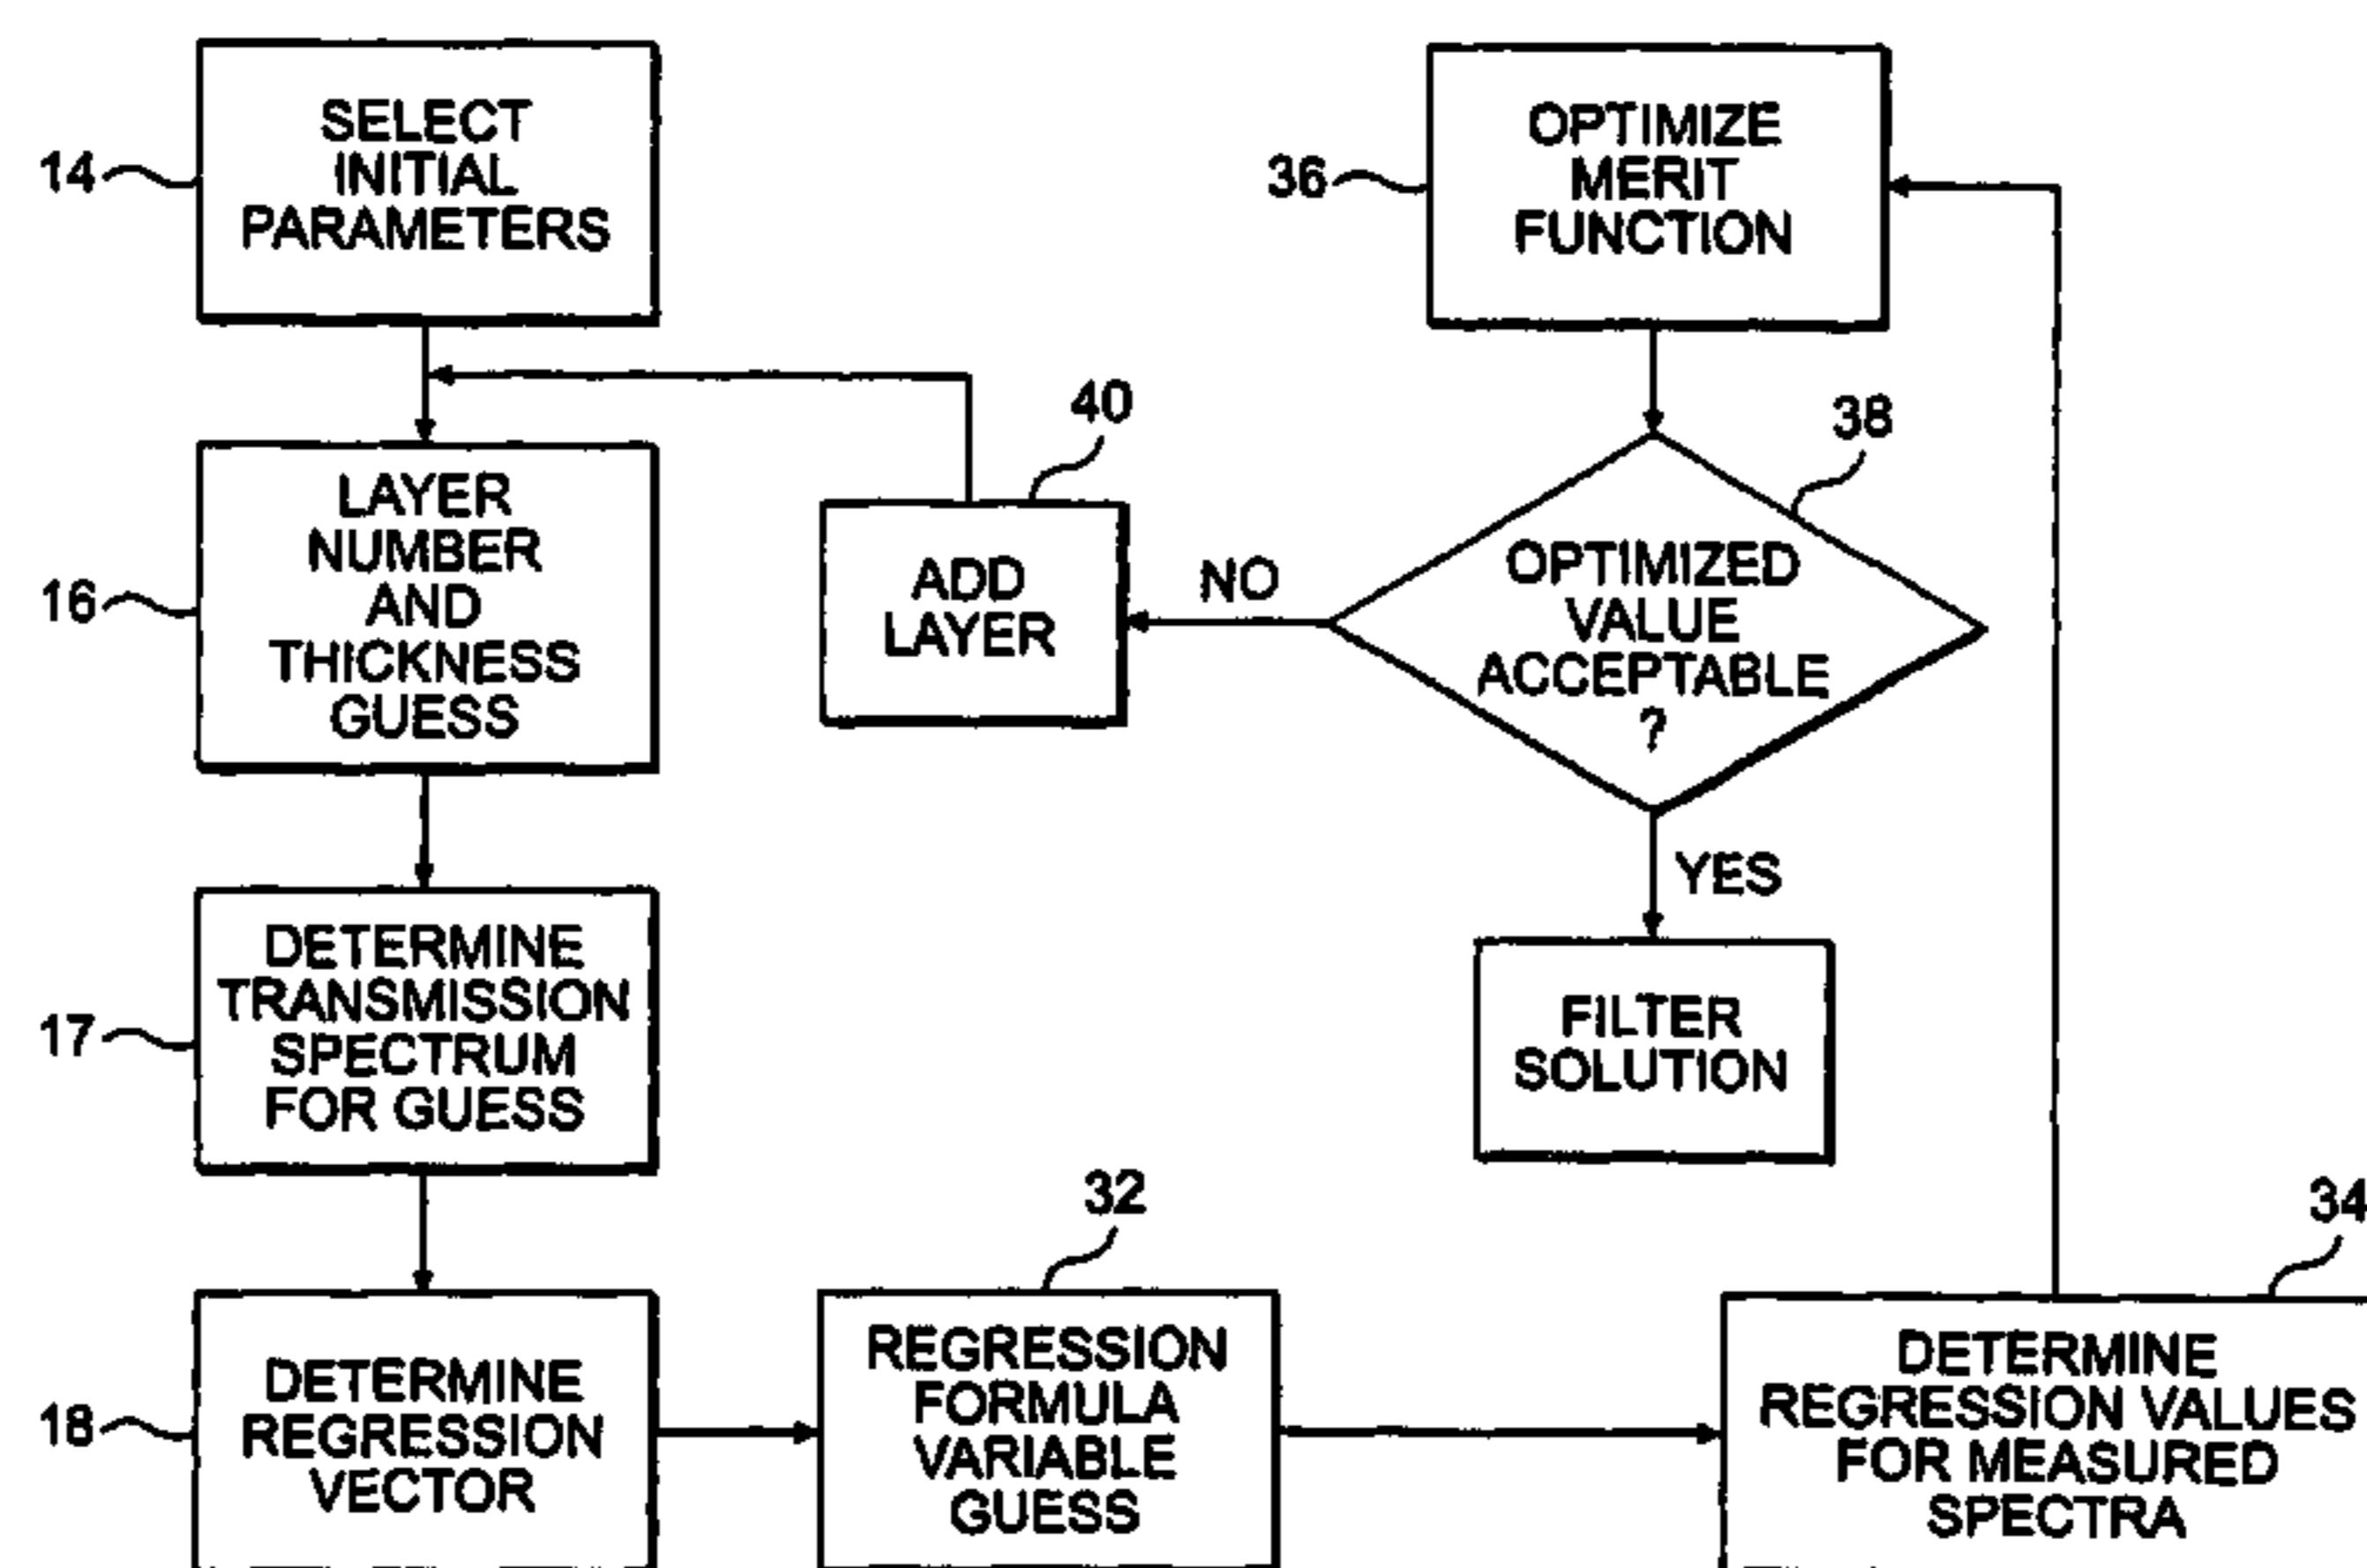 14
SELECT
INITIAL
PARAMETERS
16
LAYER
NUMBER
AND
THICKNESS
GUESS
17
DETERMINE
TRANSMISSION
SPECTRUM
FOR GUESS
18
DETERMINE
REGRESSION
VECTOR
32
REGRESSION
FORMULA
VARIABLE
GUESS
34
DETERMINE
REGRESSION VALUES
FOR MEASURED
SPECTRA
36
OPTIMIZE
MERIT
FUNCTION
38
OPTIMIZED
VALUE
ACCEPTABLE
?
NO
40
ADD
LAYER
YES
FILTER
SOLUTION